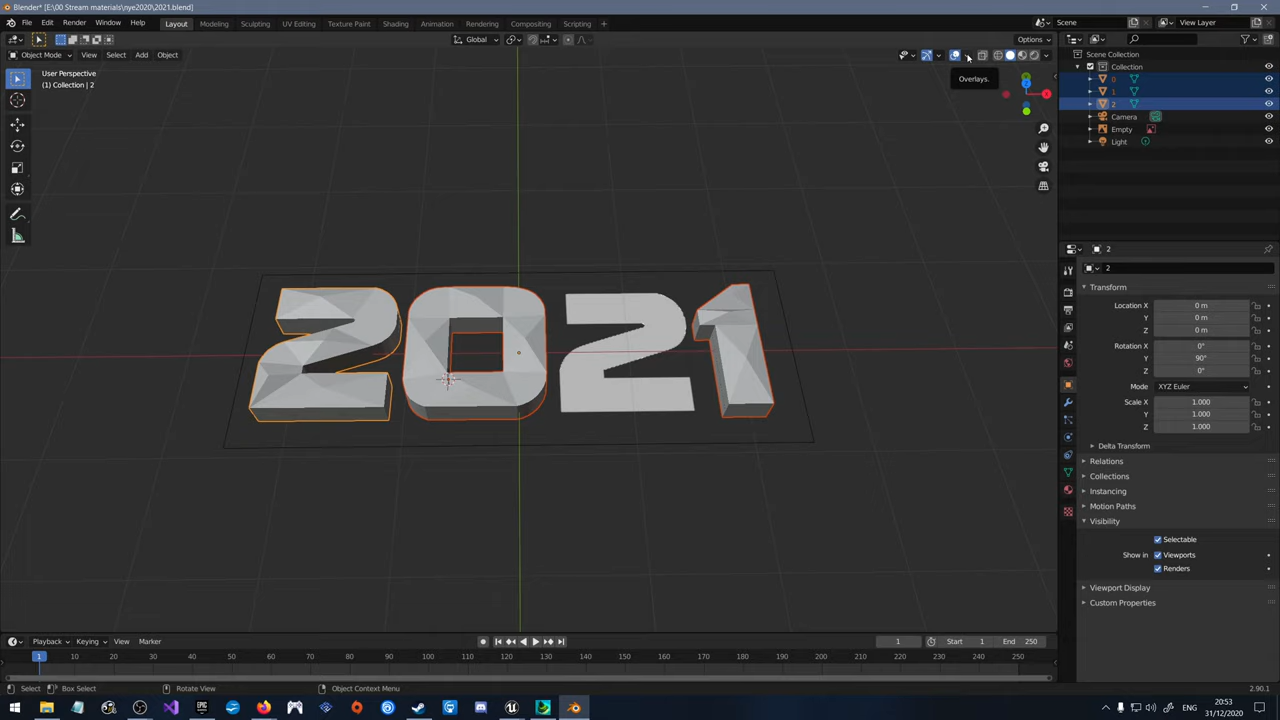 Blender* [E:\00 Stream materials\nye2020\2021.blend]
File Edit Render Window Help Layout Modeling Sculpting UV Editing Texture Paint Shading Animation Rendering Compositing Scripting + Scene View Layer
Global Options
Object Mode View Select Add Object
User Perspective
(1) Collection | 2
Overlays.
Scene Collection
Collection
0
1
2
Camera
Empty
Light
2021
2
2
Transform
Location X 0 m
Y 0 m
Z 0 m
Rotation X 0°
Y 90°
Z 0°
Mode XYZ Euler
Scale X 1.000
Y 1.000
Z 1.000
Delta Transform
Relations
Collections
Instancing
Motion Paths
Visibility
Selectable
Show in Viewports
Renders
Viewport Display
Custom Properties
Playback Keying View Marker 1 Start 1 End 250
1 10 20 30 40 50 60 70 80 90 100 110 120 130 140 150 160 170 180 190 200 210 220 230 240 250
Select Box Select Rotate View Object Context Menu 2.90.1
ENG 20:53
31/12/2020